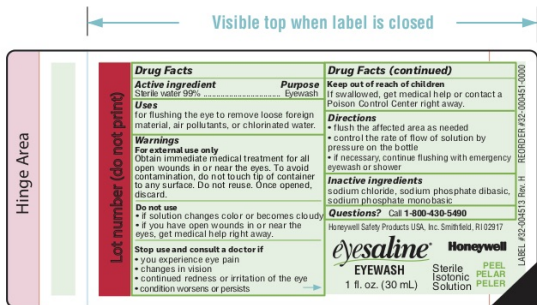 Visible top when label is closed
Hinge Area
Lot number (do not print)
Drug Facts
Active ingredient Purpose
Sterile water 99% ............................ Eyewash
Uses
for flushing the eye to remove loose foreign
material, air pollutants, or chlorinated water.
Warnings
For external use only
Obtain immediate medical treatment for all
open wounds in or near the eyes. To avoid
contamination, do not touch tip of container
to any surface. Do not reuse. Once opened,
discard.
Do not use
• if solution changes color or becomes cloudy
• if you have open wounds in or near the
eyes, get medical help right away.
Stop use and consult a doctor if
• you experience eye pain
• changes in vision
• continued redness or irritation of the eye
• condition worsens or persists
Drug Facts (continued)
Keep out of reach of children
If swallowed, get medical help or contact a
Poison Control Center right away.
Directions
• flush the affected area as needed
• control the rate of flow of solution by
pressure on the bottle
• if necessary, continue flushing with emergency
eyewash or shower
Inactive ingredients
sodium chloride, sodium phosphate dibasic,
sodium phosphate monobasic
Questions? Call 1-800-430-5490
Honeywell Safety Products USA, Inc. Smithfield, RI 02917
eyesaline®
EYEWASH
1 fl. oz. (30 mL)
Honeywell
Sterile
Isotonic
Solution
PEEL
PELAR
PELER
LABEL #32-004513 Rev. H REORDER #32-000451-0000